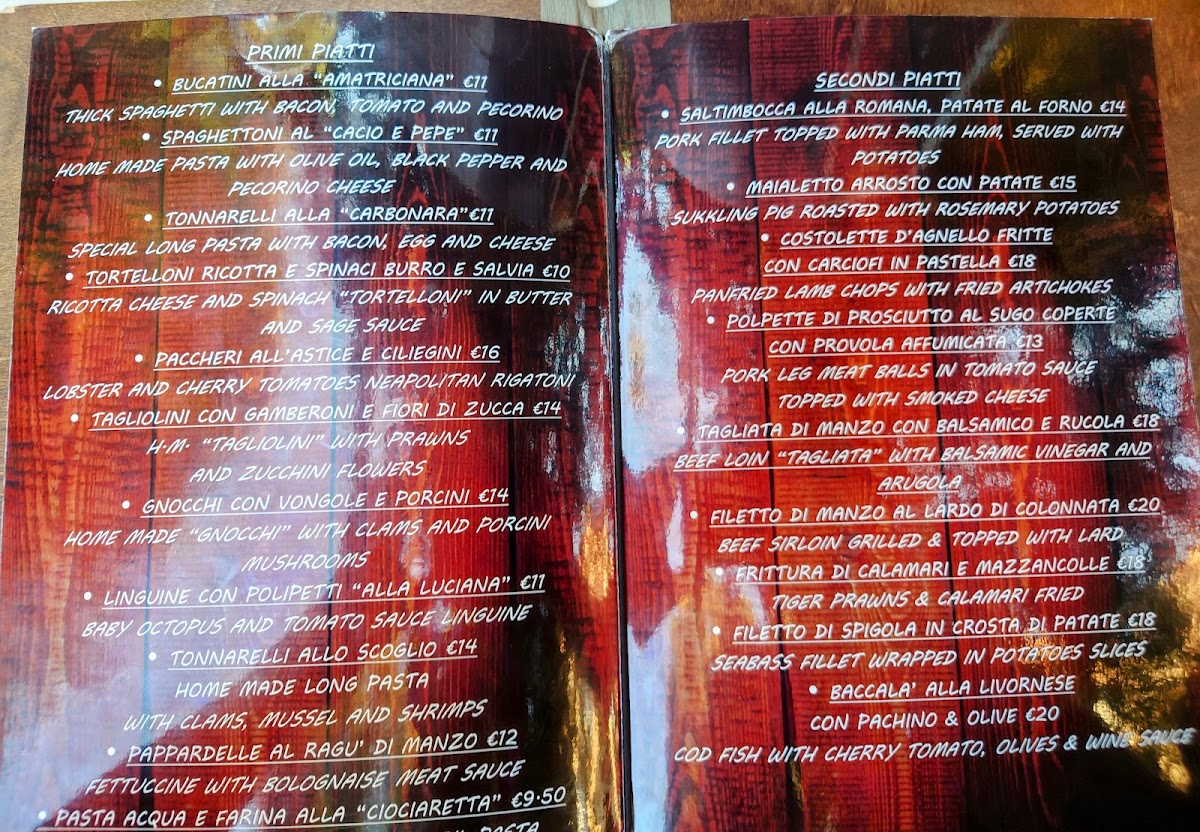 PRIMI PIATTI
• BUCATINI ALLA "AMATRICIANA" €11
THICK SPAGHETTI WITH BACON, TOMATO AND PECORINO
• SPAGHETTONI AL "CACIO E PEPE" €11
HOME MADE PASTA WITH OLIVE OIL, BLACK PEPPER AND
PECORINO CHEESE
• TONNARELLI ALLA "CARBONARA" €11
SPECIAL LONG PASTA WITH BACON, EGG AND CHEESE
• TORTELLONI RICOTTA E SPINACI BURRO E SALVIA €10
RICOTTA CHEESE AND SPINACH "TORTELLONI" IN BUTTER
AND SAGE SAUCE
• PACCHERI ALL'ASTICE E CILIEGINI €16
LOBSTER AND CHERRY TOMATOES NEAPOLITAN RIGATONI
• TAGLIOLINI CON GAMBERONI E FIORI DI ZUCCA €14
H.M. "TAGLIOLINI" WITH PRAWNS
AND ZUCCHINI FLOWERS
• GNOCCHI CON VONGOLE E PORCINI €14
HOME MADE "GNOCCHI" WITH CLAMS AND PORCINI
MUSHROOMS
• LINGUINE CON POLIPETTI "ALLA LUCIANA" €11
BABY OCTOPUS AND TOMATO SAUCE LINGUINE
• TONNARELLI ALLO SCOGLIO €14
HOME MADE LONG PASTA
WITH CLAMS, MUSSEL AND SHRIMPS
• PAPPARDELLE AL RAGU' DI MANZO €12
FETTUCCINE WITH BOLOGNAISE MEAT SAUCE
• PASTA ACQUA E FARINA ALLA "CIOCIARETTA" €9.50
PASTA
SECONDI PIATTI
• SALTIMBOCCA ALLA ROMANA, PATATE AL FORNO €14
PORK FILLET TOPPED WITH PARMA HAM, SERVED WITH
POTATOES
• MAIALETTO ARROSTO CON PATATE €15
SUKKLING PIG ROASTED WITH ROSEMARY POTATOES
• COSTOLETTE D'AGNELLO FRITTE
CON CARCIOFI IN PASTELLA €18
PANFRIED LAMB CHOPS WITH FRIED ARTICHOKES
• POLPETTE DI PROSCIUTTO AL SUGO COPERTE
CON PROVOLA AFFUMICATA €13
PORK LEG MEAT BALLS IN TOMATO SAUCE
TOPPED WITH SMOKED CHEESE
• TAGLIATA DI MANZO CON BALSAMICO E RUCOLA €18
BEEF LOIN "TAGLIATA" WITH BALSAMIC VINEGAR AND
ARUGOLA
• FILETTO DI MANZO AL LARDO DI COLONNATA €20
BEEF SIRLOIN GRILLED & TOPPED WITH LARD
• FRITTURA DI CALAMARI E MAZZANCOLLE €18
TIGER PRAWNS & CALAMARI FRIED
• FILETTO DI SPIGOLA IN CROSTA DI PATATE €18
SEABASS FILLET WRAPPED IN POTATOES SLICES
• BACCALA' ALLA LIVORNESE
CON PACHINO & OLIVE €20
COD FISH WITH CHERRY TOMATO, OLIVES & WINE SAUCE